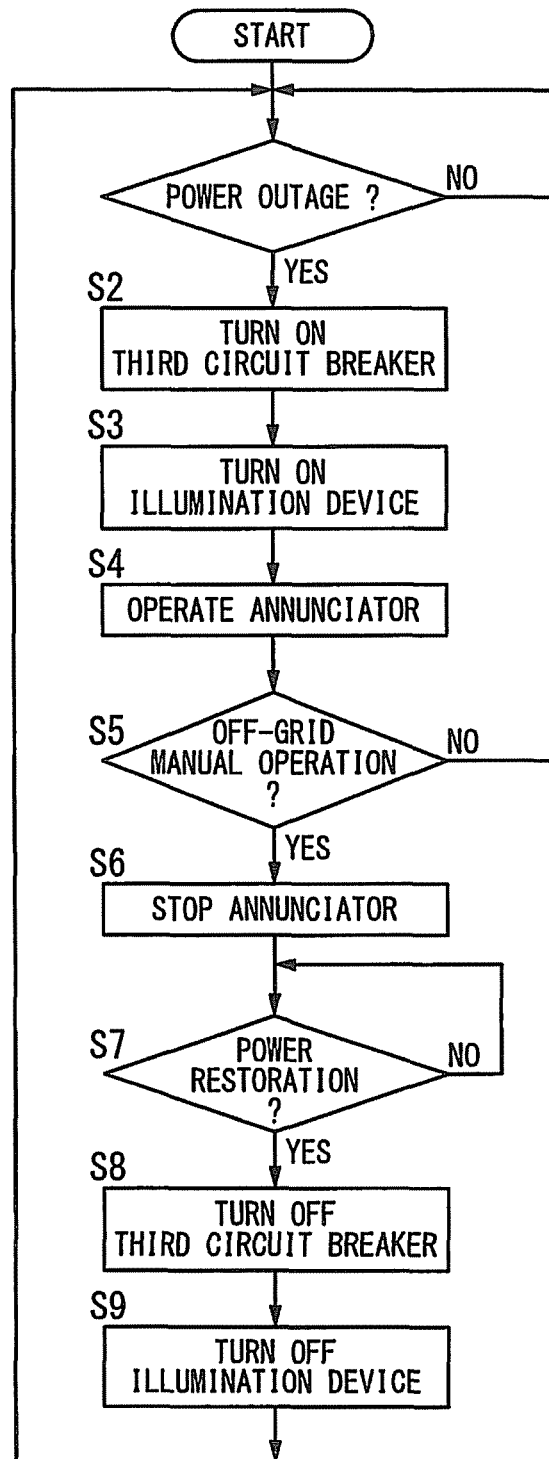 START
POWER OUTAGE ?
NO
YES
S2
TURN ON
THIRD CIRCUIT BREAKER
S3
TURN ON
ILLUMINATION DEVICE
S4
OPERATE ANNUNCIATOR
S5
OFF-GRID
MANUAL OPERATION
?
NO
YES
S6
STOP ANNUNCIATOR
S7
POWER
RESTORATION
?
NO
YES
S8
TURN OFF
THIRD CIRCUIT BREAKER
S9
TURN OFF
ILLUMINATION DEVICE